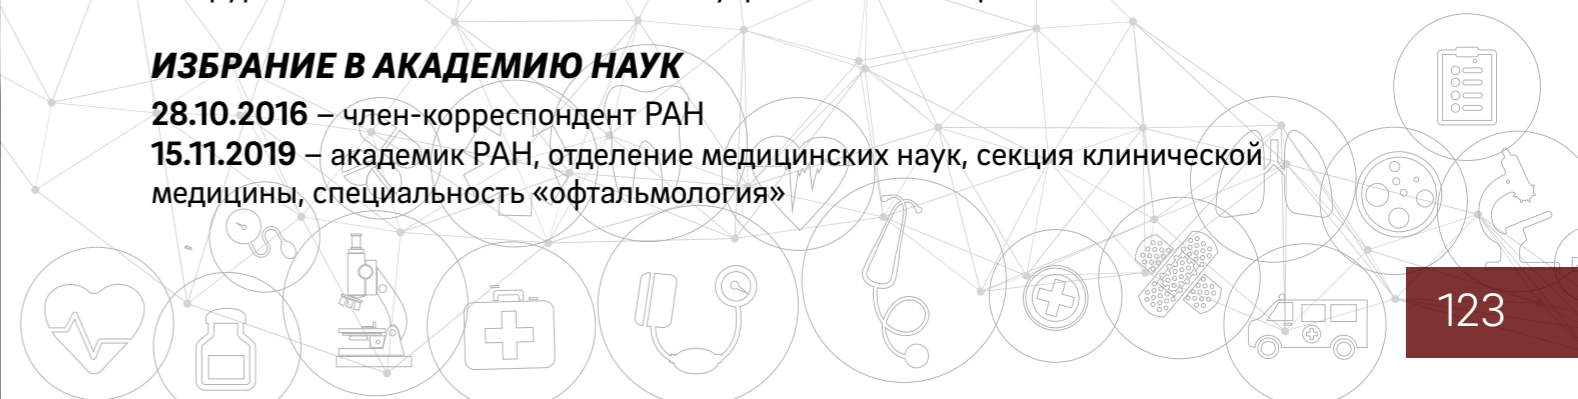 ИЗБРАНИЕ В АКАДЕМИЮ НАУК
28.10.2016 – член-корреспондент РАН
15.11.2019 – академик РАН, отделение медицинских наук, секция клинической
медицины, специальность «офтальмология»
123